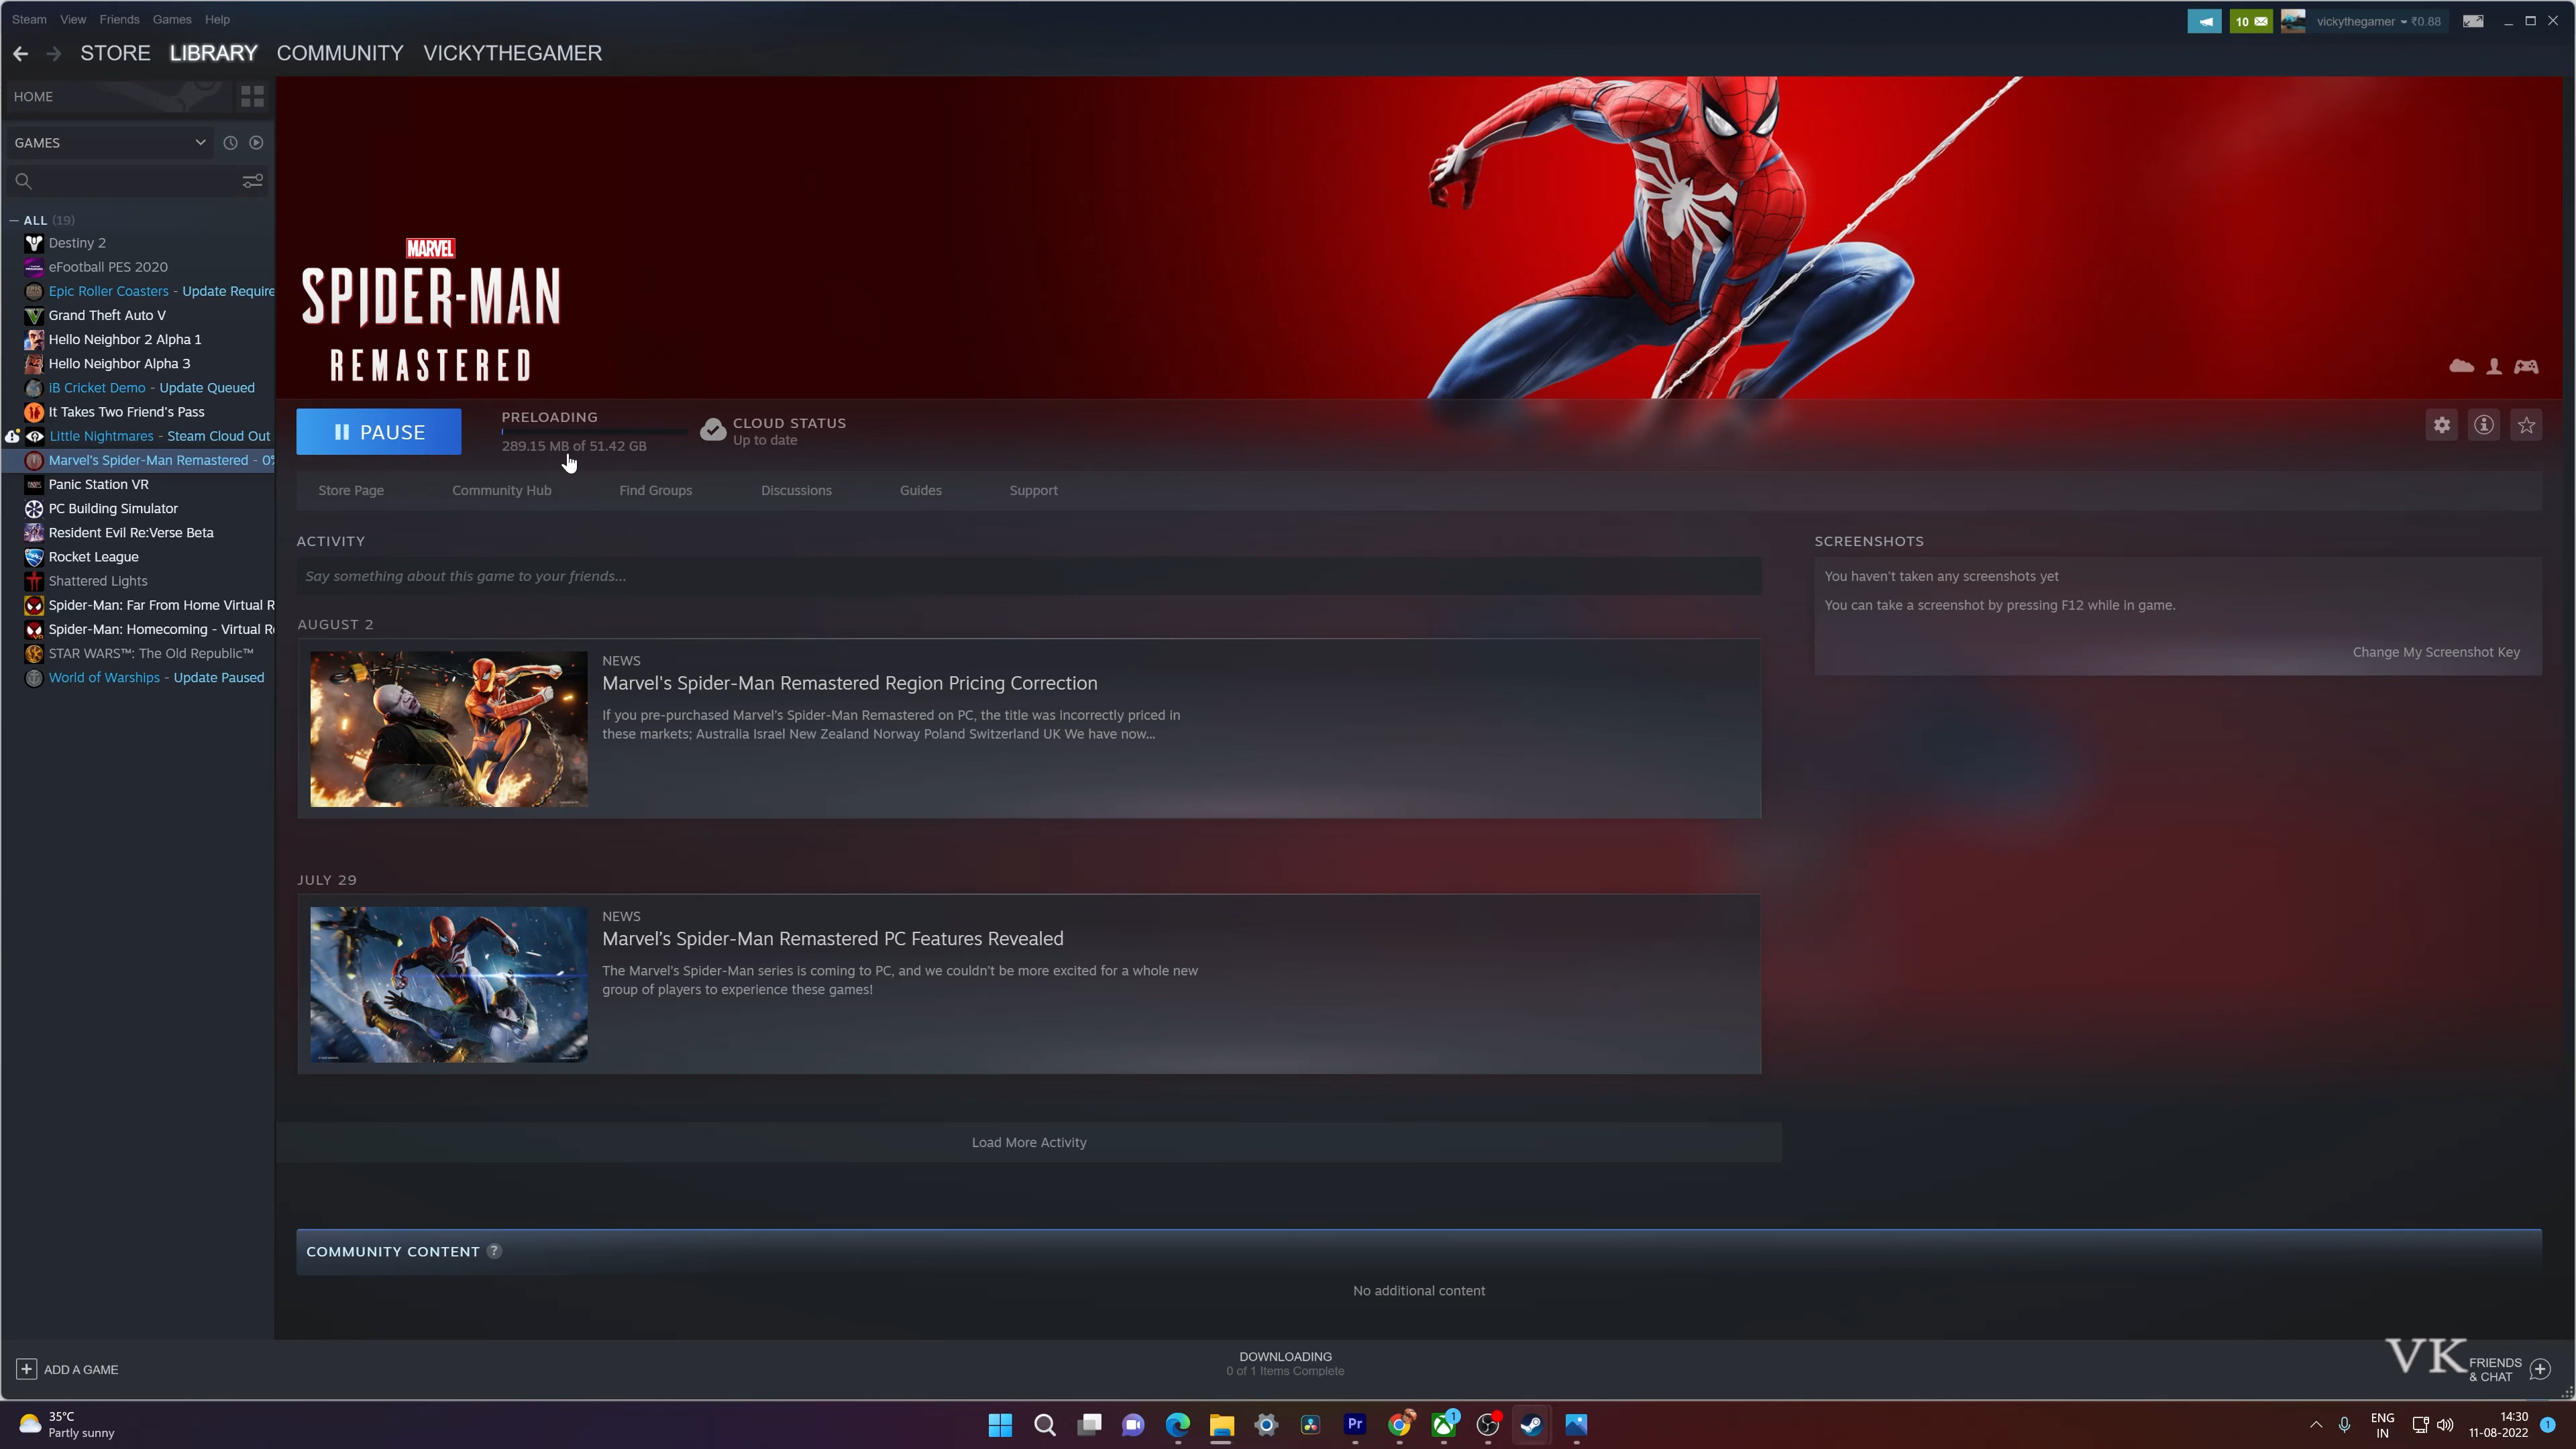 Steam View Friends Games Help
10
vickythegamer ₹0.88
STORE LIBRARY COMMUNITY VICKYTHEGAMER
HOME
GAMES
— ALL (19)
Destiny 2
eFootball PES 2020
Epic Roller Coasters - Update Require
Grand Theft Auto V
Hello Neighbor 2 Alpha 1
Hello Neighbor Alpha 3
iB Cricket Demo - Update Queued
It Takes Two Friend's Pass
Little Nightmares - Steam Cloud Out
Marvel's Spider-Man Remastered - 0%
Panic Station VR
PC Building Simulator
Resident Evil Re:Verse Beta
Rocket League
Shattered Lights
Spider-Man: Far From Home Virtual R
Spider-Man: Homecoming - Virtual Re
STAR WARS™: The Old Republic™
World of Warships - Update Paused
MARVEL
SPIDER-MAN
REMASTERED
PAUSE
PRELOADING
289.15 MB of 51.42 GB
CLOUD STATUS
Up to date
Store Page Community Hub Find Groups Discussions Guides Support
ACTIVITY
Say something about this game to your friends...
AUGUST 2
NEWS
Marvel's Spider-Man Remastered Region Pricing Correction
If you pre-purchased Marvel's Spider-Man Remastered on PC, the title was incorrectly priced in
these markets; Australia Israel New Zealand Norway Poland Switzerland UK We have now...
JULY 29
NEWS
Marvel's Spider-Man Remastered PC Features Revealed
The Marvel's Spider-Man series is coming to PC, and we couldn't be more excited for a whole new
group of players to experience these games!
Load More Activity
SCREENSHOTS
You haven't taken any screenshots yet
You can take a screenshot by pressing F12 while in game.
Change My Screenshot Key
COMMUNITY CONTENT ?
No additional content
ADD A GAME
DOWNLOADING
0 of 1 Items Complete
VK
FRIENDS
& CHAT
35°C
Partly sunny
Pr
1
ENG
IN
14:30
11-08-2022
1